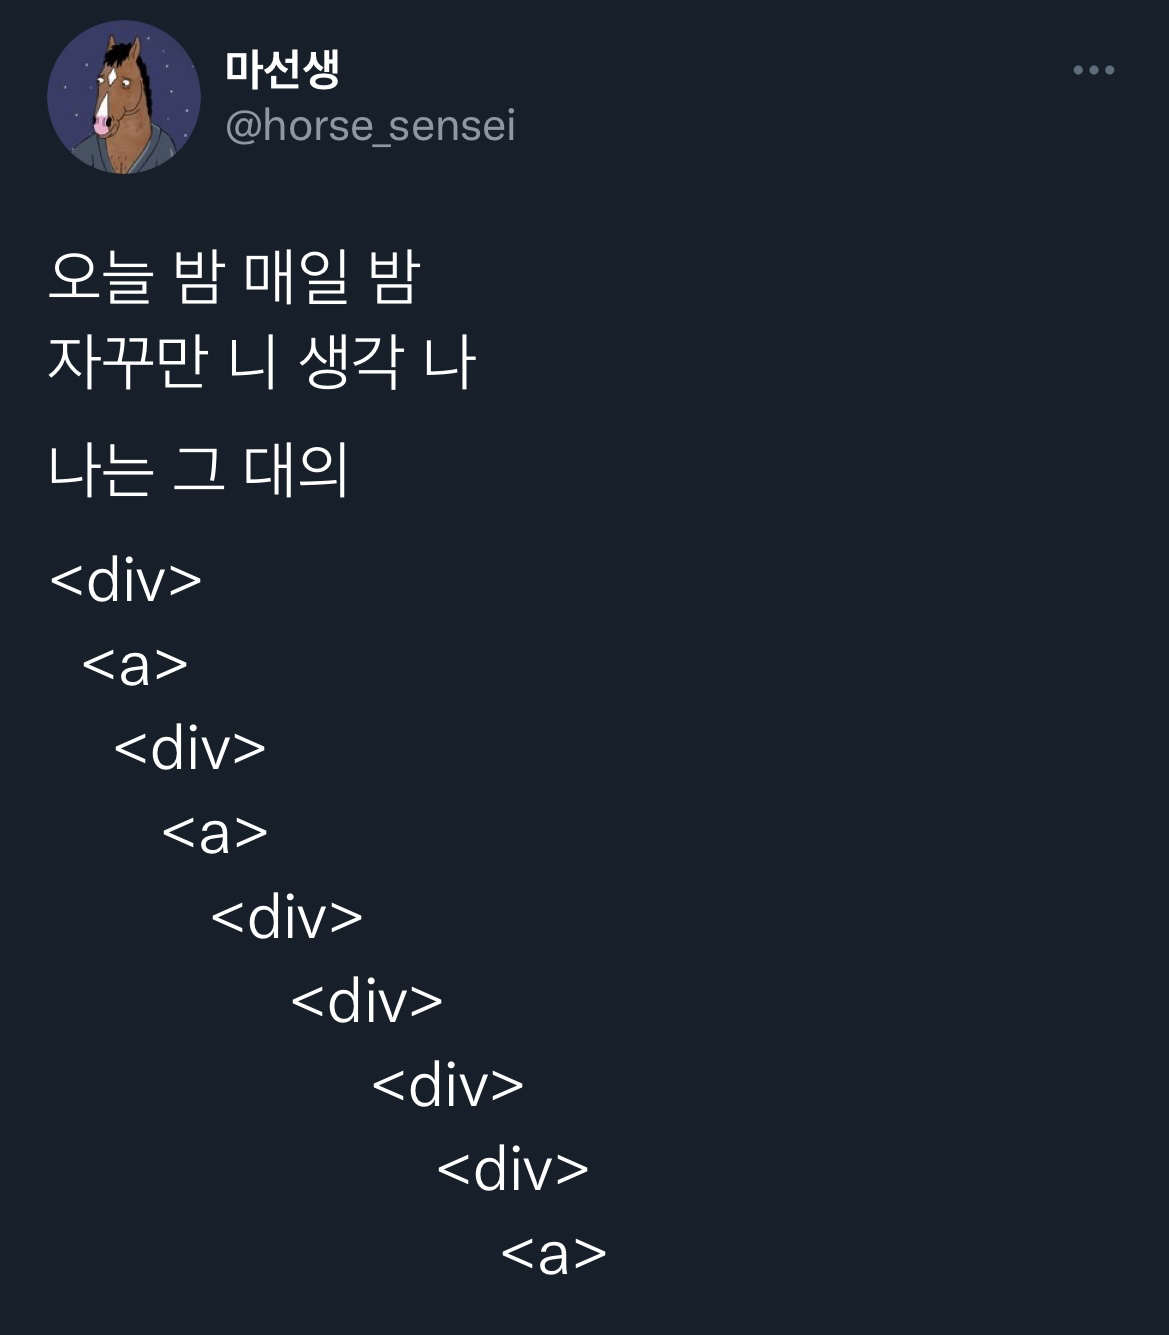 마선생
@horse_sensei
오늘 밤 매일 밤
자꾸만 니 생각 나
나는 그 대의
<div>
<a>
<div>
<a>
<div>
<div>
<div>
<div>
<a>